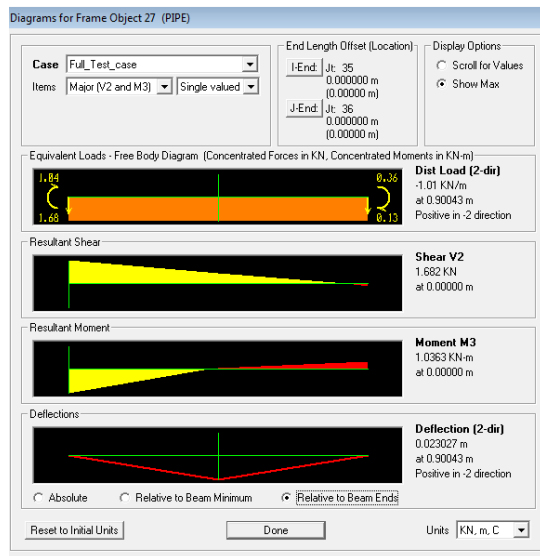 Diagrams for Frame Object 27 (PIPE)
End Length Offset (Location)
Display Options
Case Full_Test_case
Items Major (V2 and M3) Single valued
I-End: Jt: 35
0.000000 m
(0.00000 m)
J-End: Jt: 36
0.000000 m
(0.00000 m)
Scroll for Values
Show Max
Equivalent Loads - Free Body Diagram (Concentrated Forces in KN, Concentrated Moments in KN-m)
1.04 0.36
1.68 0.13
Dist Load (2-dir)
-1.01 KN/m
at 0.90043 m
Positive in -2 direction
Resultant Shear
Shear V2
1.682 KN
at 0.00000 m
Resultant Moment
Moment M3
1.0363 KN-m
at 0.00000 m
Deflections
Deflection (2-dir)
0.023027 m
at 0.90043 m
Positive in -2 direction
Absolute Relative to Beam Minimum Relative to Beam Ends
Reset to Initial Units Done Units KN, m, C